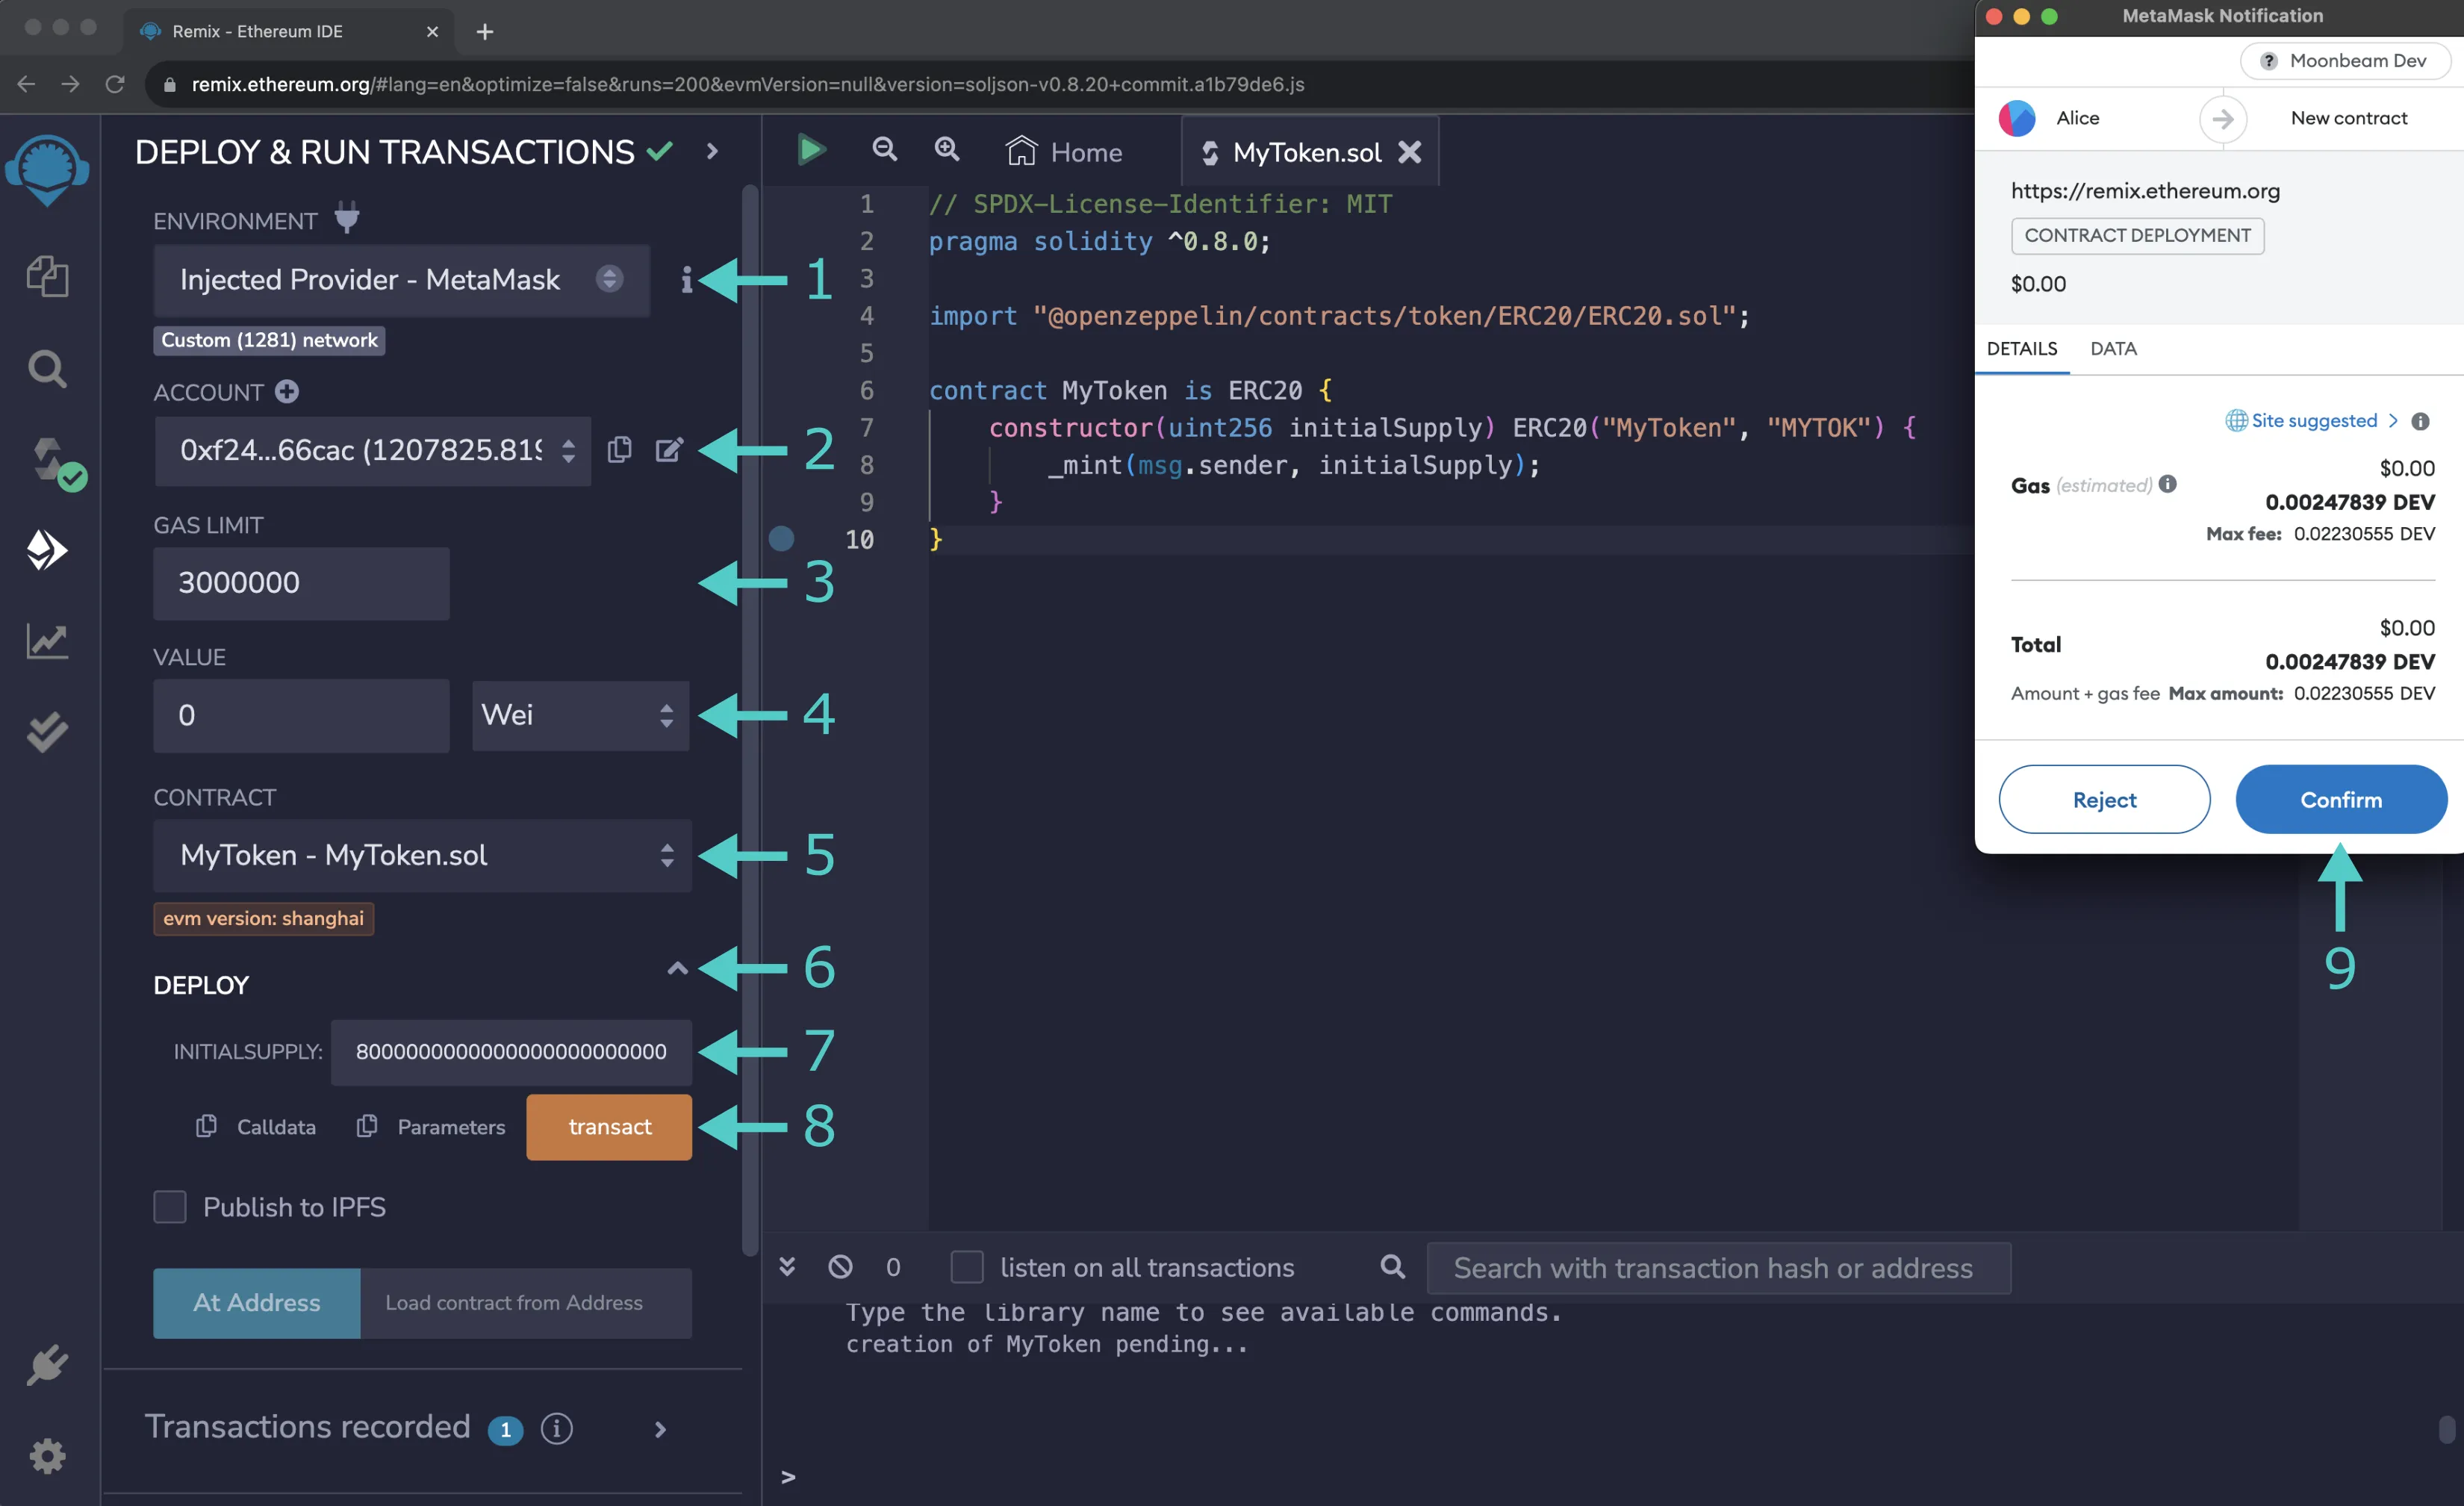 Remix - Ethereum IDE
remix.ethereum.org/#lang=en&optimize=false&runs=200&evmVersion=null&version=soljson-v0.8.20+commit.a1b79de6.js
DEPLOY & RUN TRANSACTIONS
ENVIRONMENT
Injected Provider - MetaMask
1
Custom (1281) network
ACCOUNT
0xf24...66cac (1207825.819
2
GAS LIMIT
3000000
3
VALUE
0
Wei
4
CONTRACT
MyToken - MyToken.sol
5
evm version: shanghai
DEPLOY
6
INITIALSUPPLY:
7
Calldata
Parameters
transact
8
Publish to IPFS
At Address
Load contract from Address
Transactions recorded 1
Home
MyToken.sol
1 // SPDX-License-Identifier: MIT
2 pragma solidity ^0.8.0;
3
4 import "@openzeppelin/contracts/token/ERC20/ERC20.sol";
5
6 contract MyToken is ERC20 {
7 constructor(uint256 initialSupply) ERC20("MyToken", "MYTOK") {
8 _mint(msg.sender, initialSupply);
9 }
10 }
0
listen on all transactions
Search with transaction hash or address
Type the library name to see available commands.
creation of MyToken pending...
>
MetaMask Notification
? Moonbeam Dev
Alice
New contract
https://remix.ethereum.org
CONTRACT DEPLOYMENT
$0.00
DETAILS
DATA
Site suggested >
$0.00
Gas (estimated)
0.00247839 DEV
Max fee: 0.02230555 DEV
$0.00
Total
0.00247839 DEV
Amount + gas fee Max amount: 0.02230555 DEV
Reject
Confirm
9